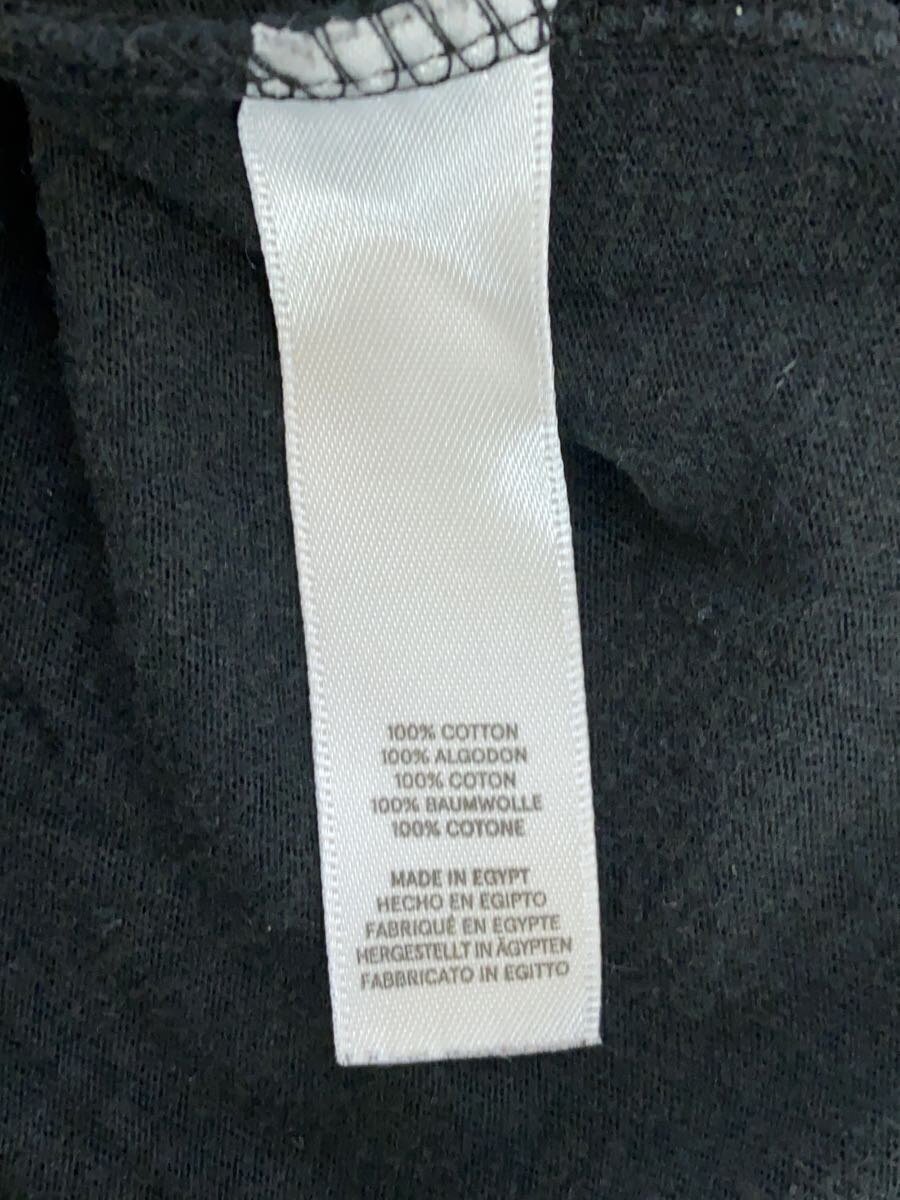 100% COTTON
100% ALGODON
100% COTON
100% BAUMWOLLE
100% COTONE
MADE IN EGYPT
HECHO EN EGIPTO
FABRIQUÉ EN EGYPTE
HERGESTELLT IN ÄGYPTEN
FABBRICATO IN EGITTO